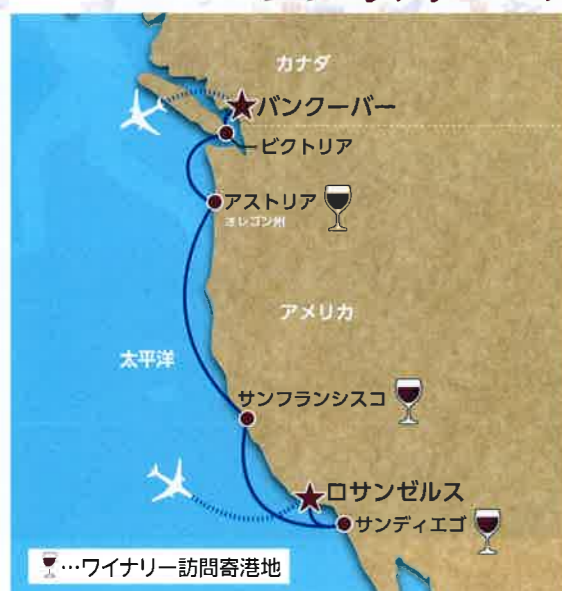 カナダ
バンクーバー
ビクトリア
アストリア
オレゴン州
アメリカ
太平洋
サンフランシスコ
ロサンゼルス
サンディエゴ
…ワイナリー訪問寄港地